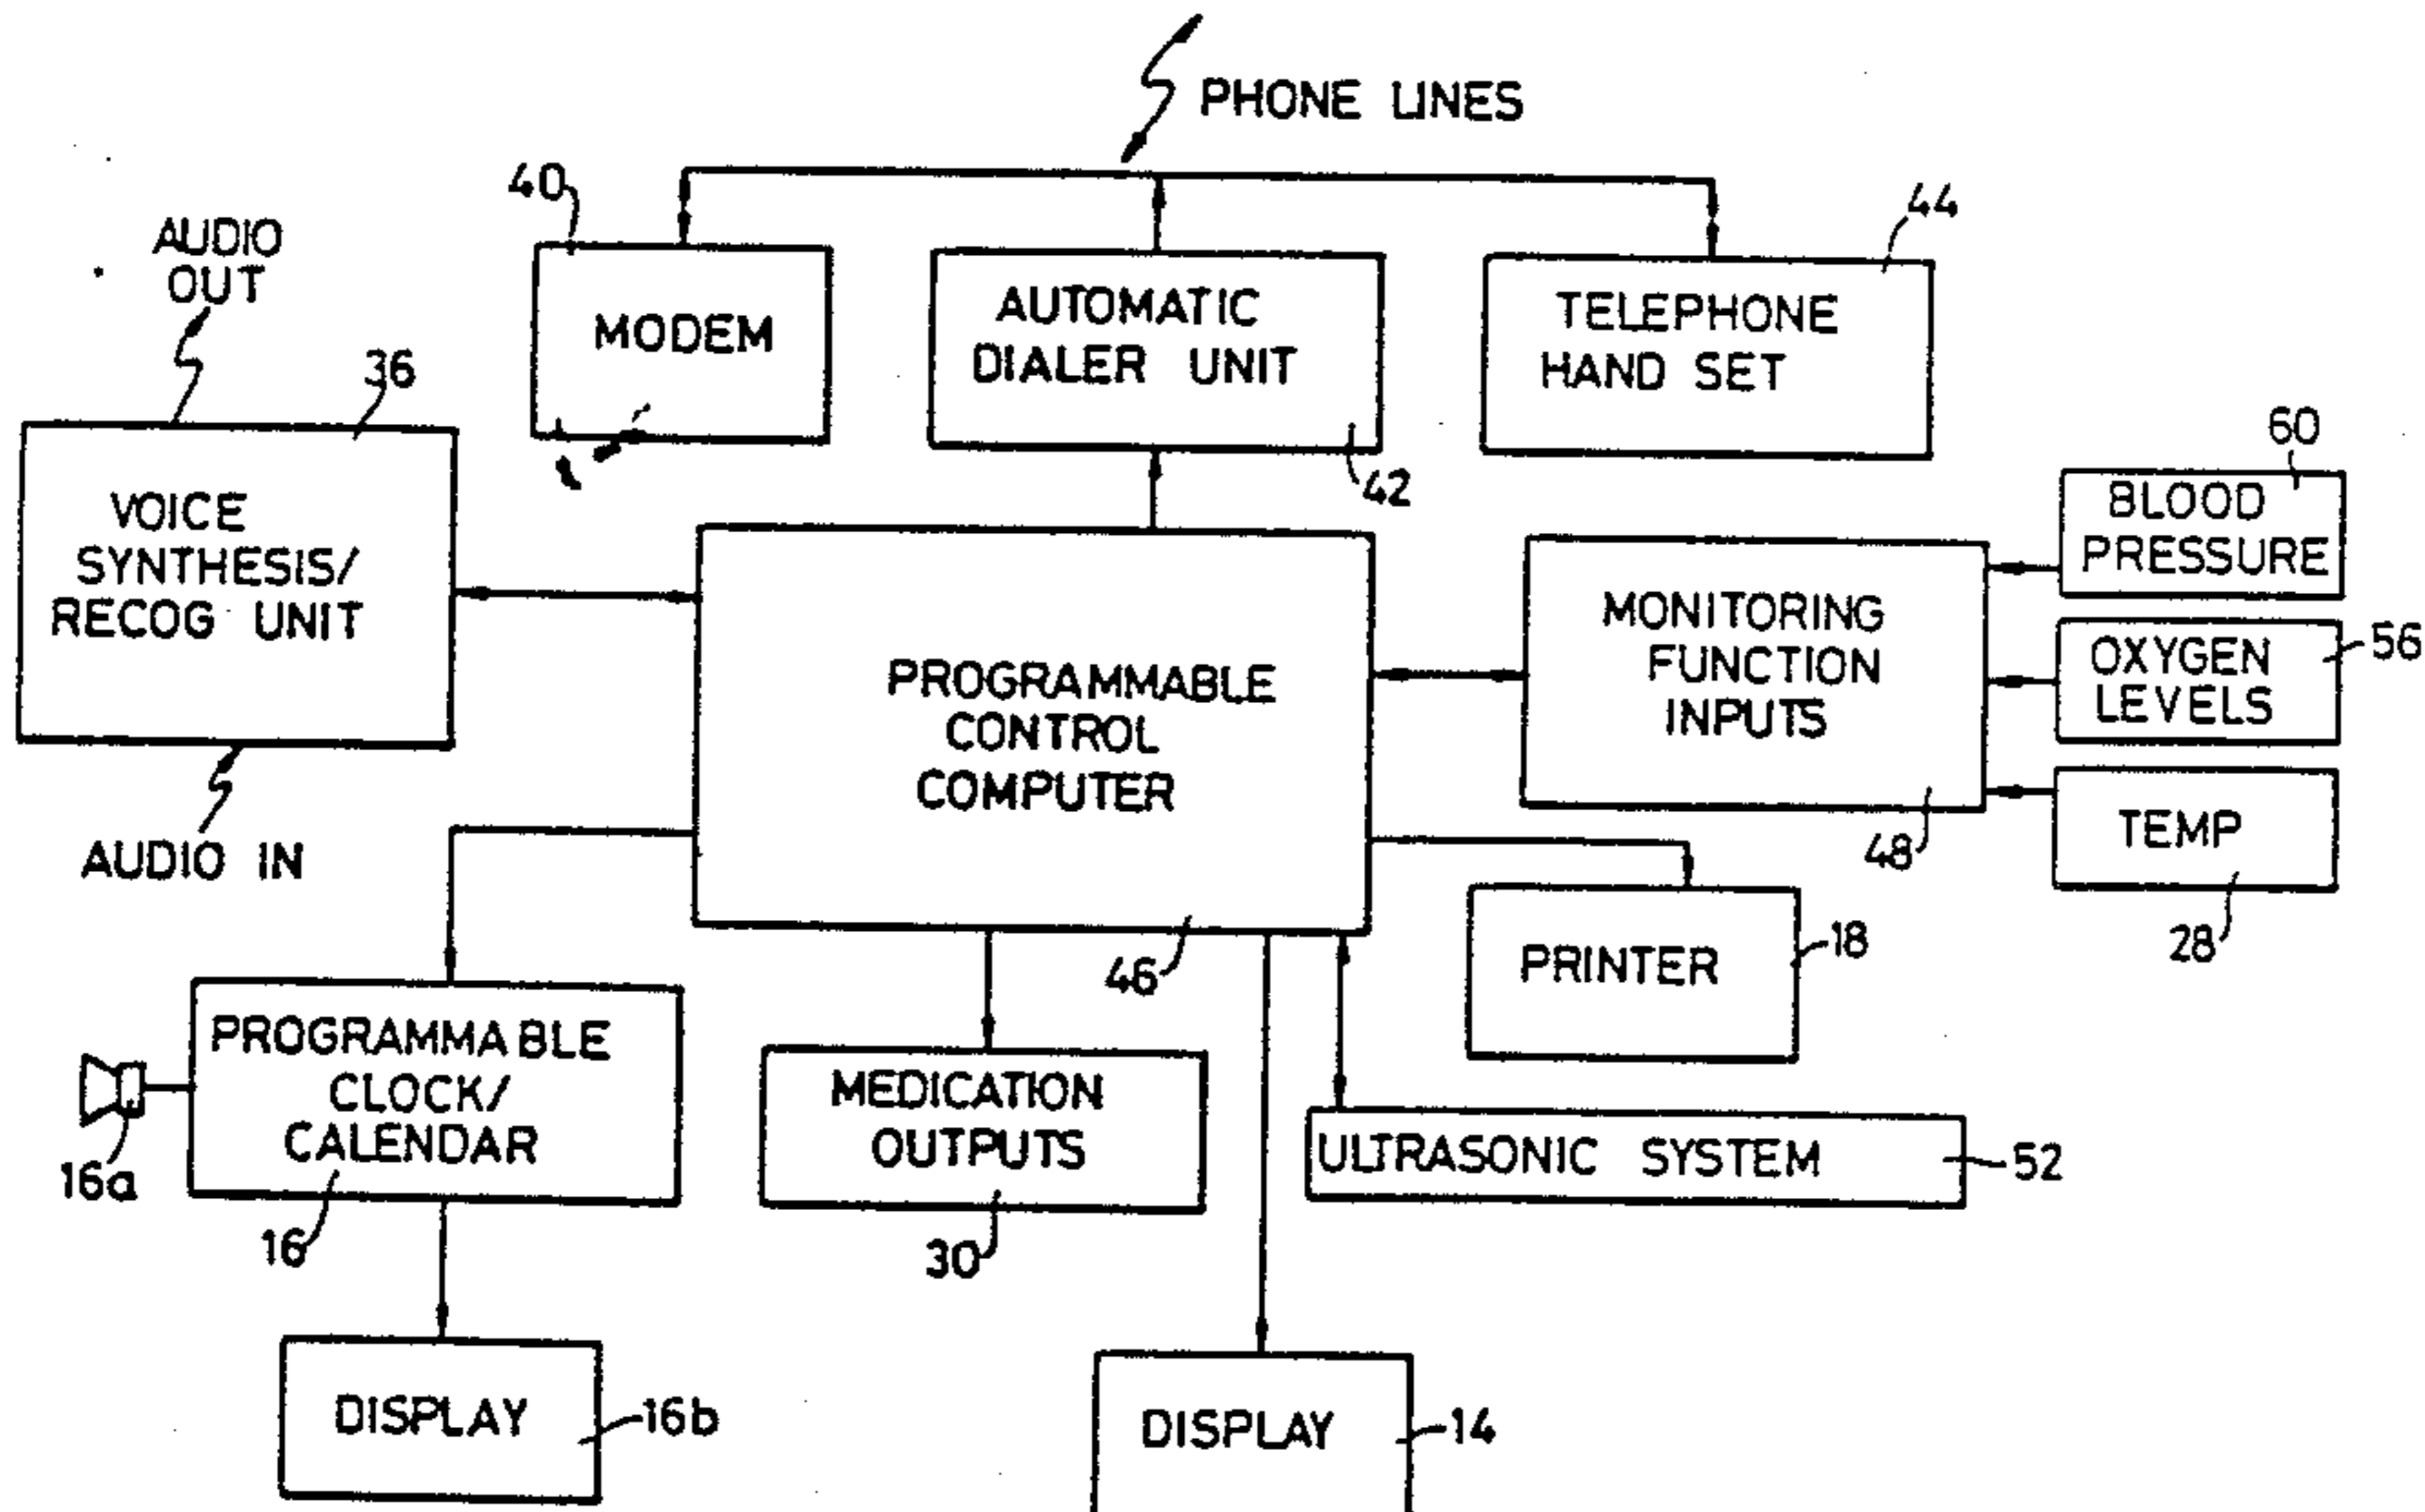 PHONE LINES
40
44
AUDIO
OUT
MODEM
AUTOMATIC
DIALER UNIT
TELEPHONE
HAND SET
36
42
60
BLOOD
PRESSURE
VOICE
SYNTHESIS/
RECOG UNIT
MONITORING
FUNCTION
INPUTS
OXYGEN
LEVELS
56
PROGRAMMABLE
CONTROL
COMPUTER
AUDIO IN
48
TEMP
28
46
PRINTER
18
PROGRAMMABLE
CLOCK/
CALENDAR
16a
16
MEDICATION
OUTPUTS
30
ULTRASONIC SYSTEM
52
DISPLAY
16b
DISPLAY
14